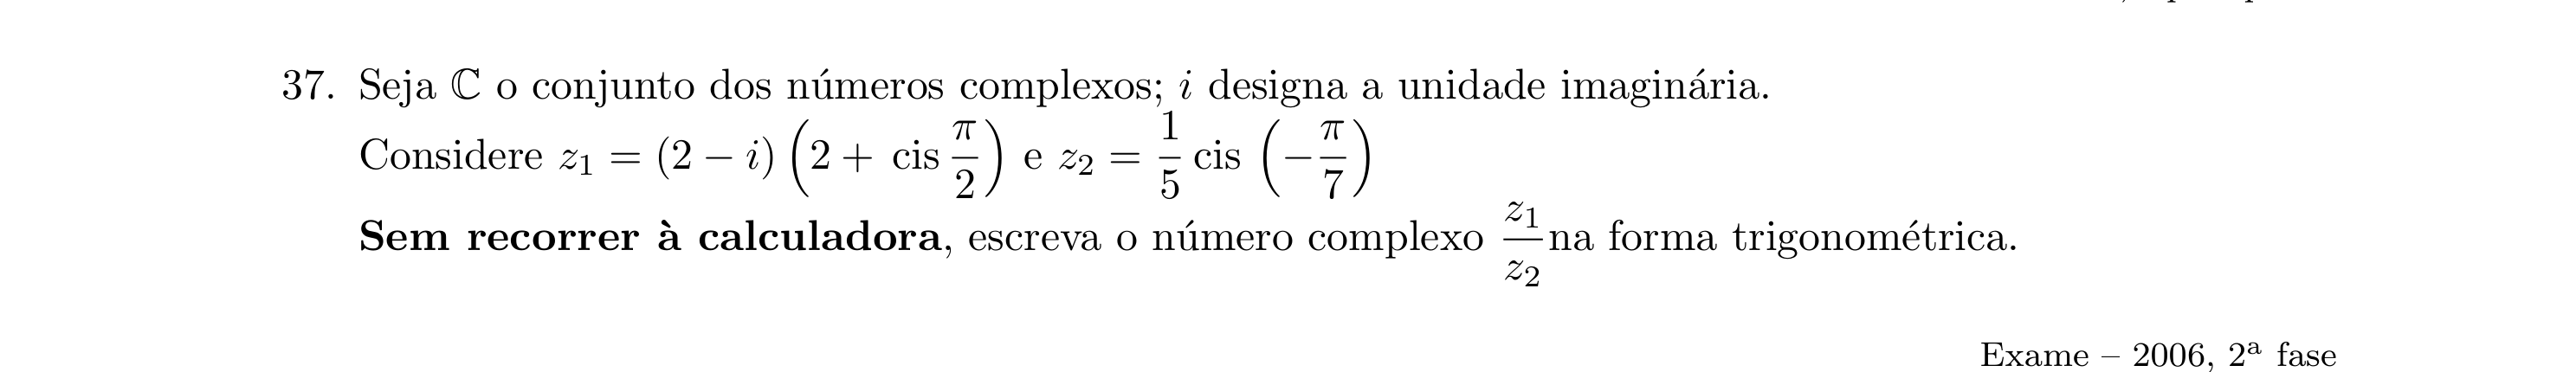 37. Seja ℂ o conjunto dos números complexos; i designa a unidade imaginária.
Considere z₁ = (2 − i) (2 + cis π/2) e z₂ = 1/5 cis (−π/7)
Sem recorrer à calculadora, escreva o número complexo z₁/z₂ na forma trigonométrica.
Exame – 2006, 2ª fase